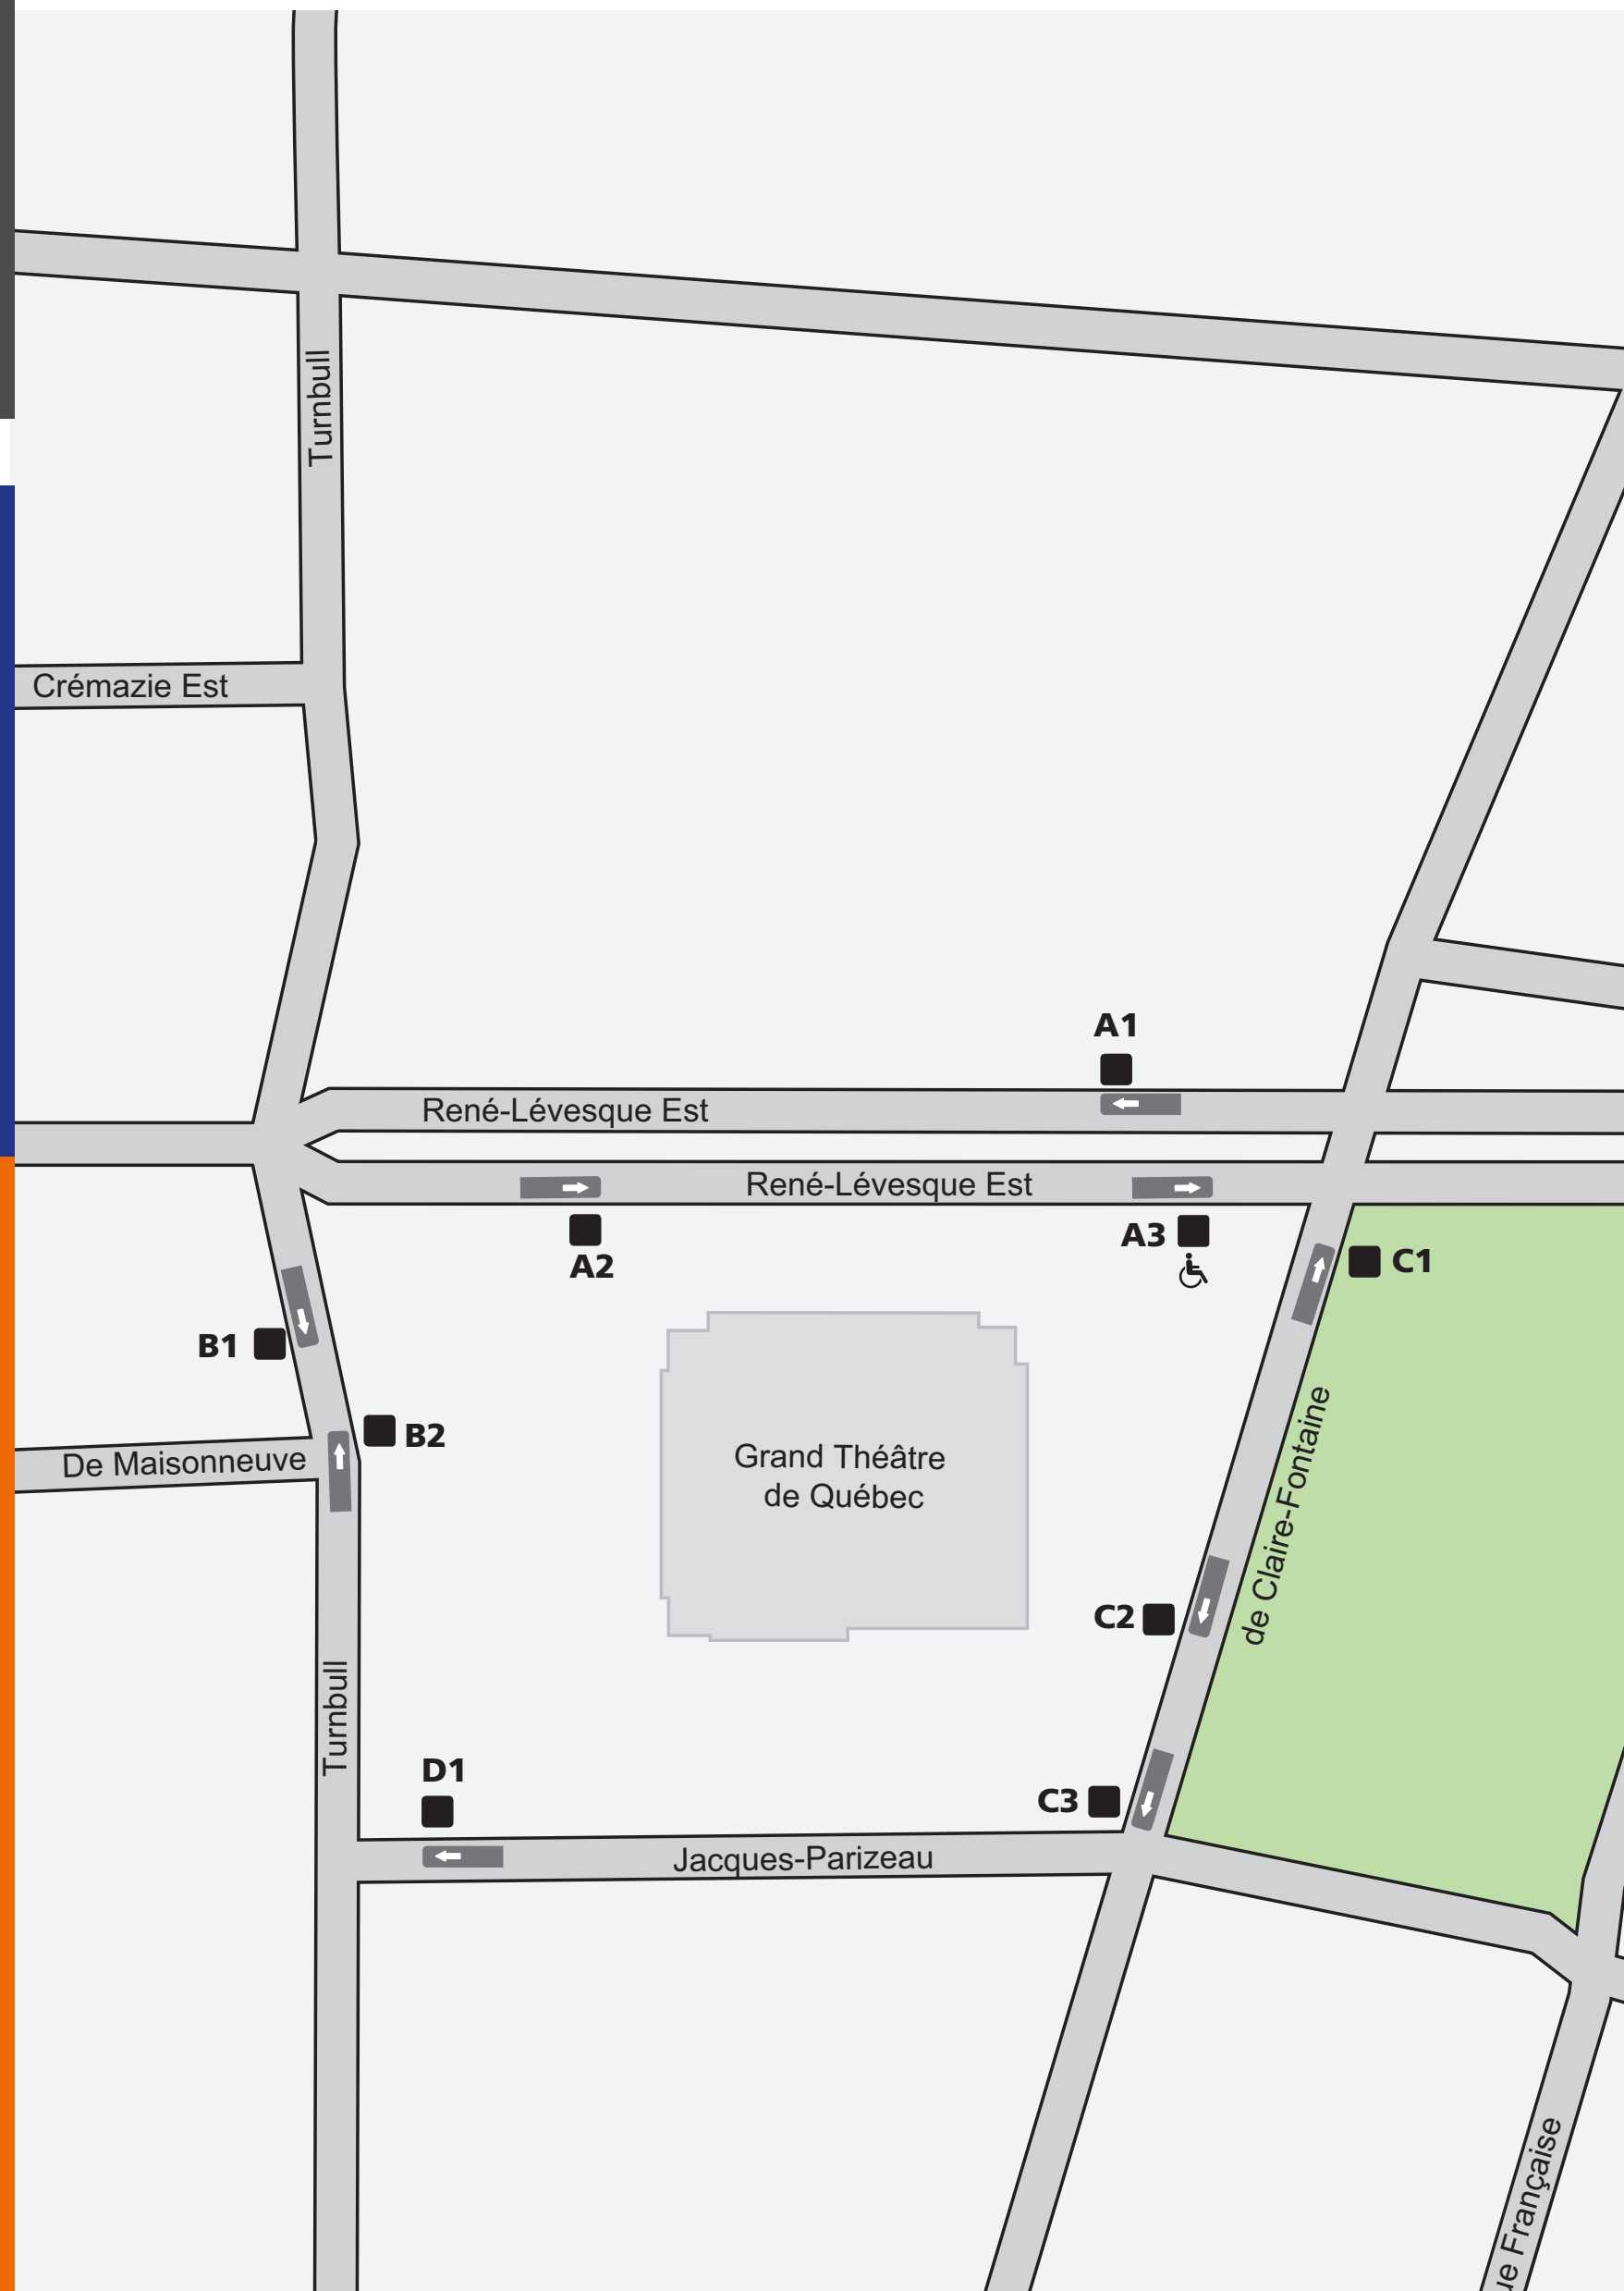 Turnbull
Crémazie Est
A1
René-Lévesque Est
René-Lévesque Est
A2
A3
C1
B1
B2
De Maisonneuve
Grand Théâtre
de Québec
de Claire-Fontaine
C2
Turnbull
D1
C3
Jacques-Parizeau
ue Française